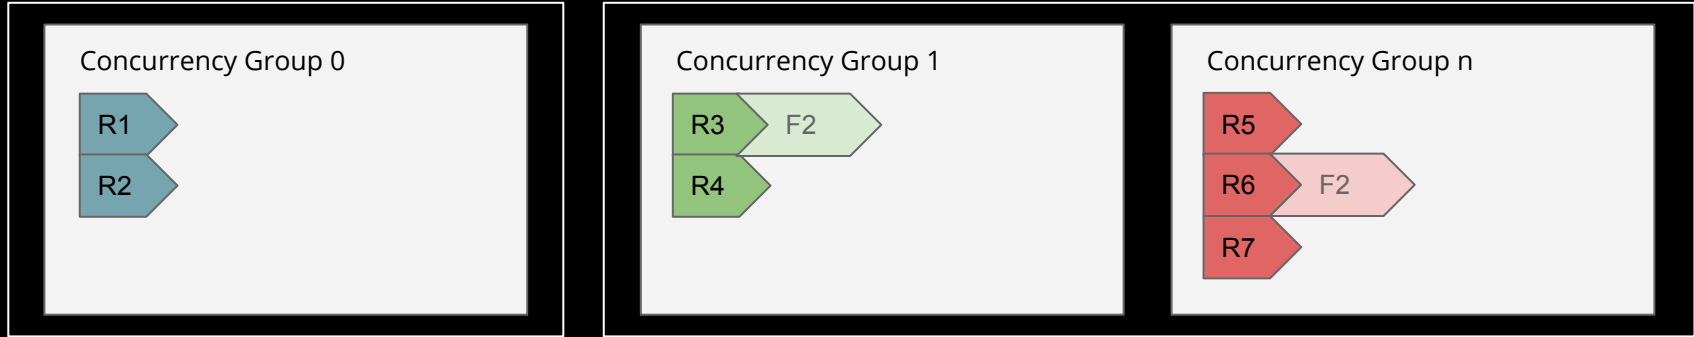 Concurrency Group 0
R1
R2
Concurrency Group 1
R3 F2
R4
Concurrency Group n
R5
R6 F2
R7